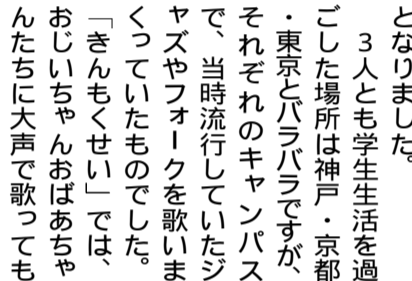 となりました。
３人とも学生生活を過
ごした場所は神戸・京都
・東京とバラバラですが、
それぞれのキャンパス
で、当時流行していたジ
ャズやフォークを歌いま
くっていたものでした。
「きんもくせい」では、
おじいちゃんおばあちゃ
んたちに大声で歌っても